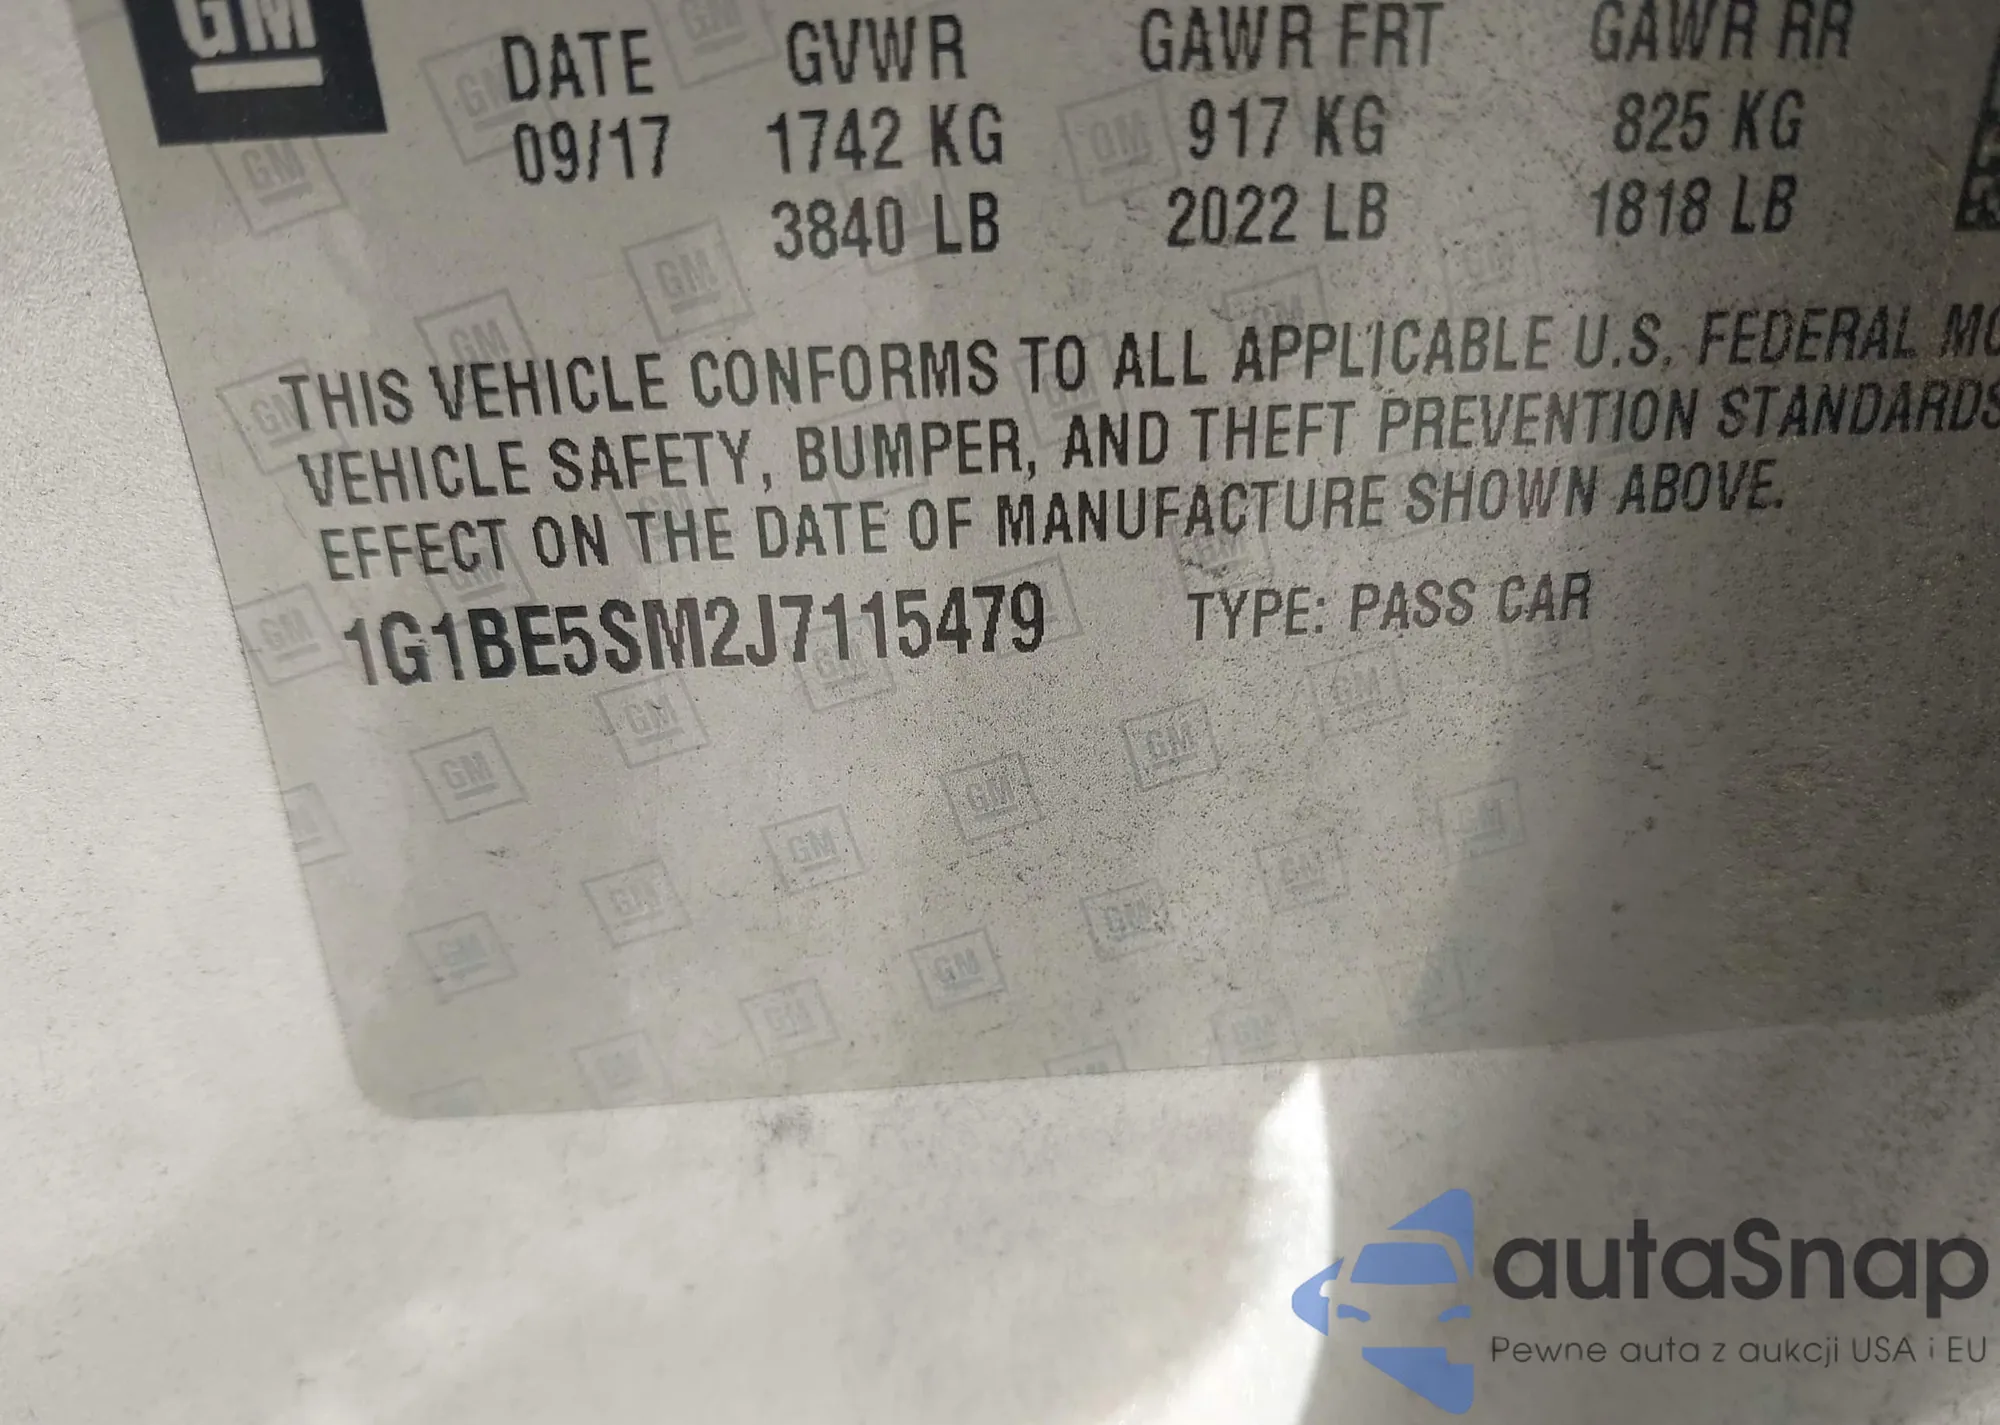 GM
DATE GVWR GAWR FRT GAWR RR
09/17 1742 KG 917 KG 825 KG
3840 LB 2022 LB 1818 LB
THIS VEHICLE CONFORMS TO ALL APPLICABLE U.S. FEDERAL MO
VEHICLE SAFETY, BUMPER, AND THEFT PREVENTION STANDARDS
EFFECT ON THE DATE OF MANUFACTURE SHOWN ABOVE.
1G1BE5SM2J7115479 TYPE: PASS CAR
autaSnap
Pewne auta z aukcji USA i EU